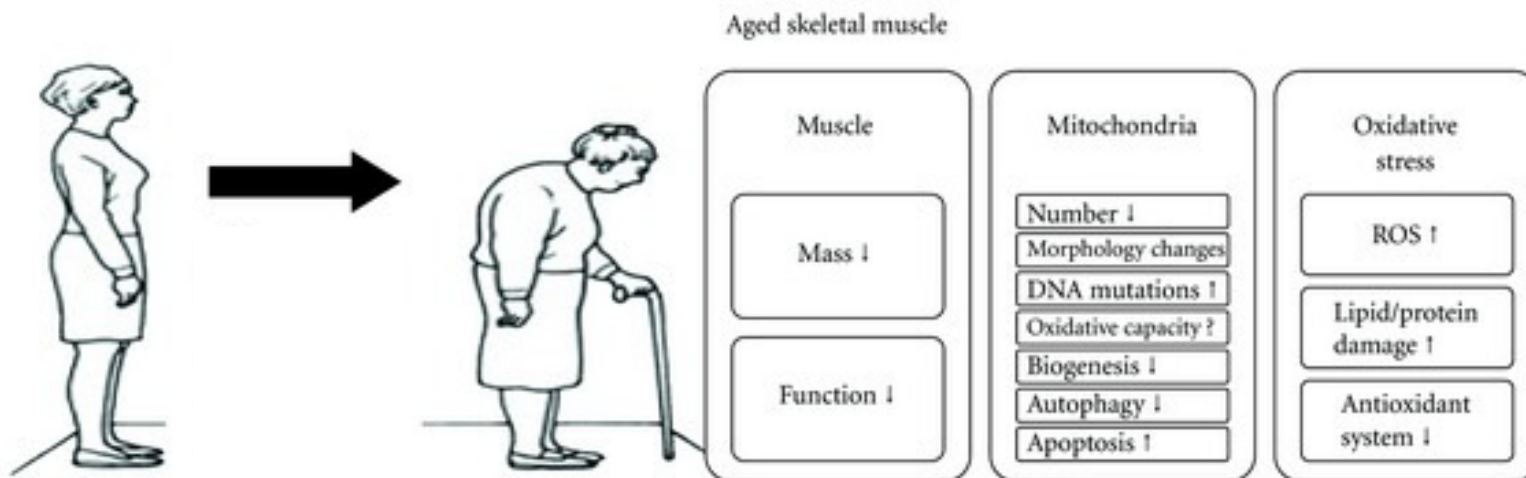 Aged skeletal muscle
Muscle
Mass ↓
Function ↓
Mitochondria
Number ↓
Morphology changes
DNA mutations ↑
Oxidative capacity ?
Biogenesis ↓
Autophagy ↓
Apoptosis ↑
Oxidative
stress
ROS ↑
Lipid/protein
damage ↑
Antioxidant
system ↓